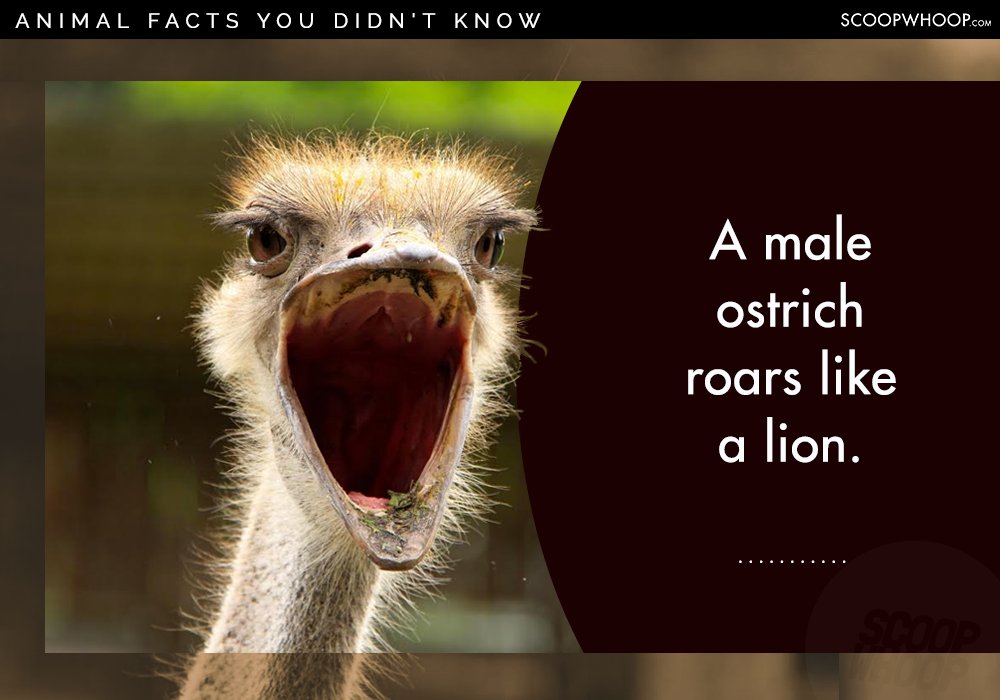 ANIMAL FACTS YOU DIDN'T KNOW
SCOOPWHOOP.COM
A male
ostrich
roars like
a lion.
...........
SCOOP
WHOOP